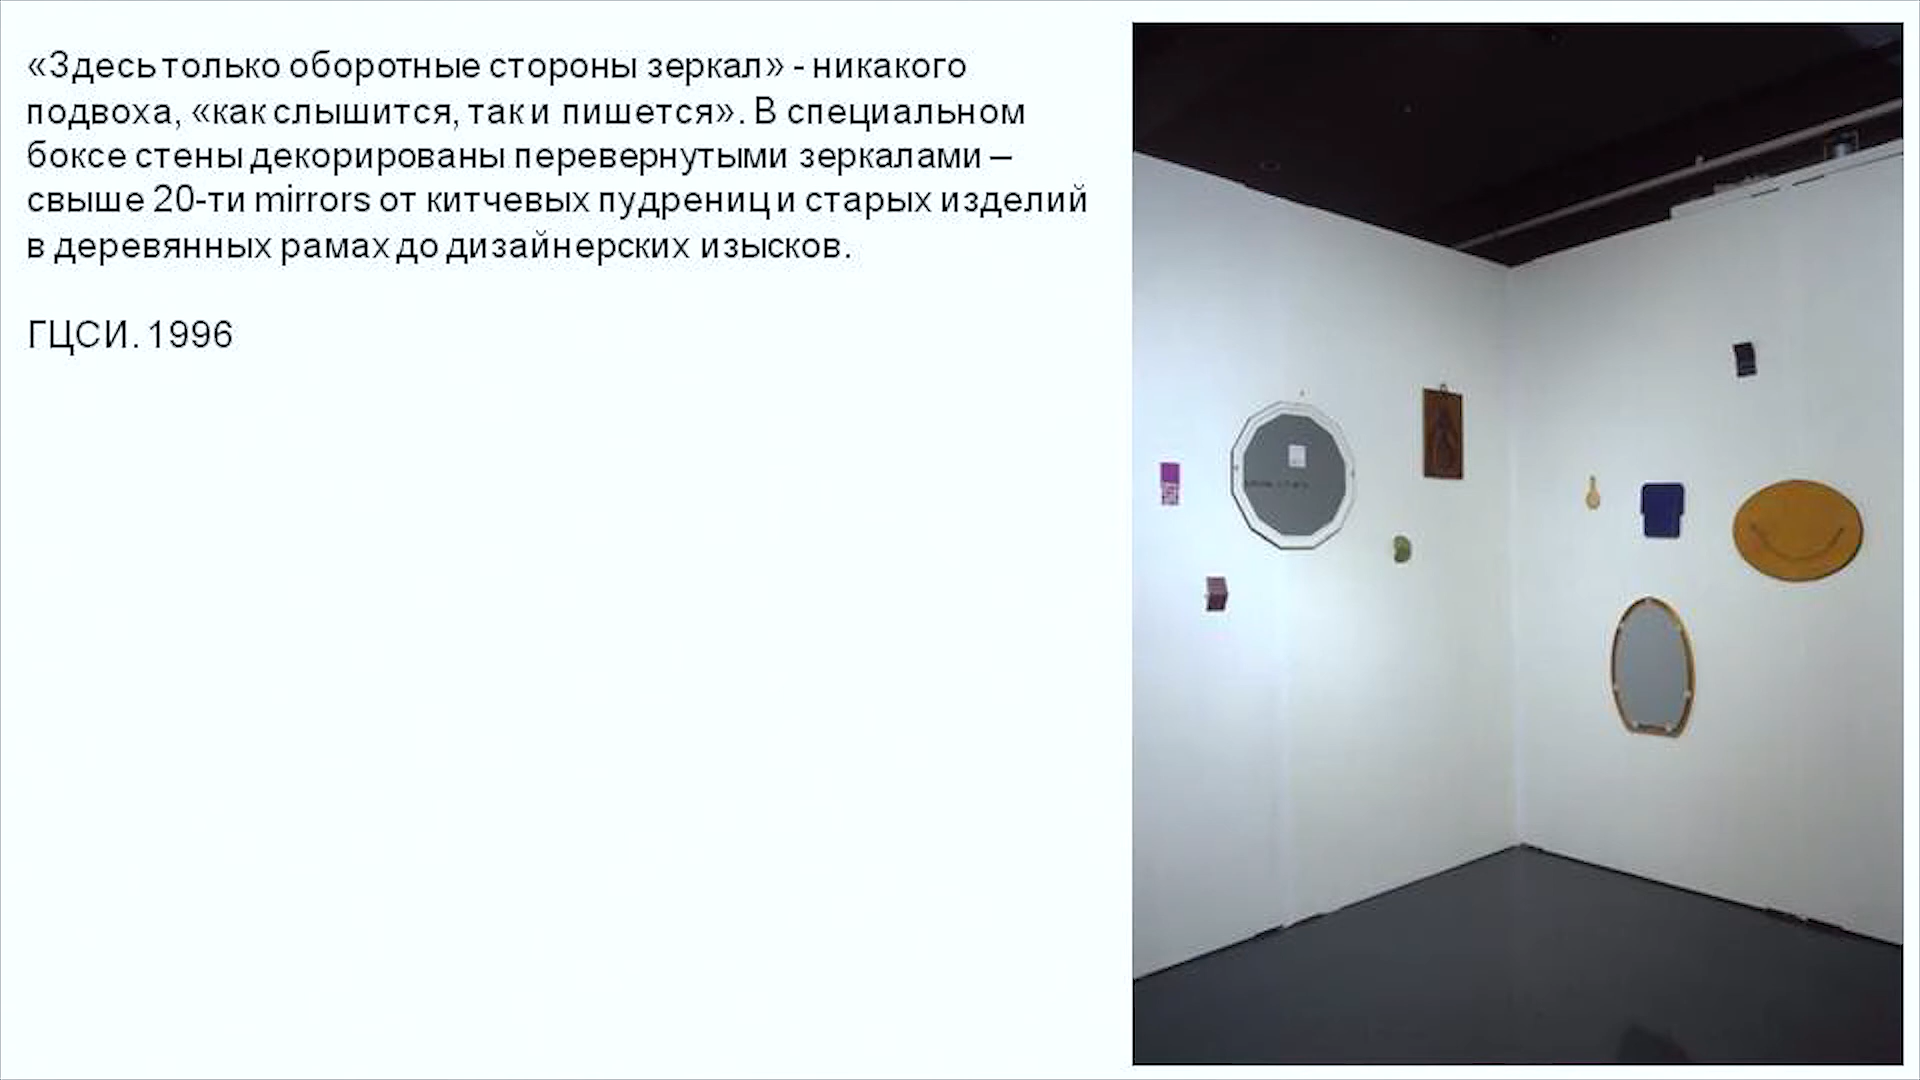 «Здесь только оборотные стороны зеркал» - никакого
подвоха, «как слышится, так и пишется». В специальном
боксе стены декорированы перевернутыми зеркалами –
свыше 20-ти mirrors от китчевых пудрениц и старых изделий
в деревянных рамах до дизайнерских изысков.
ГЦСИ. 1996